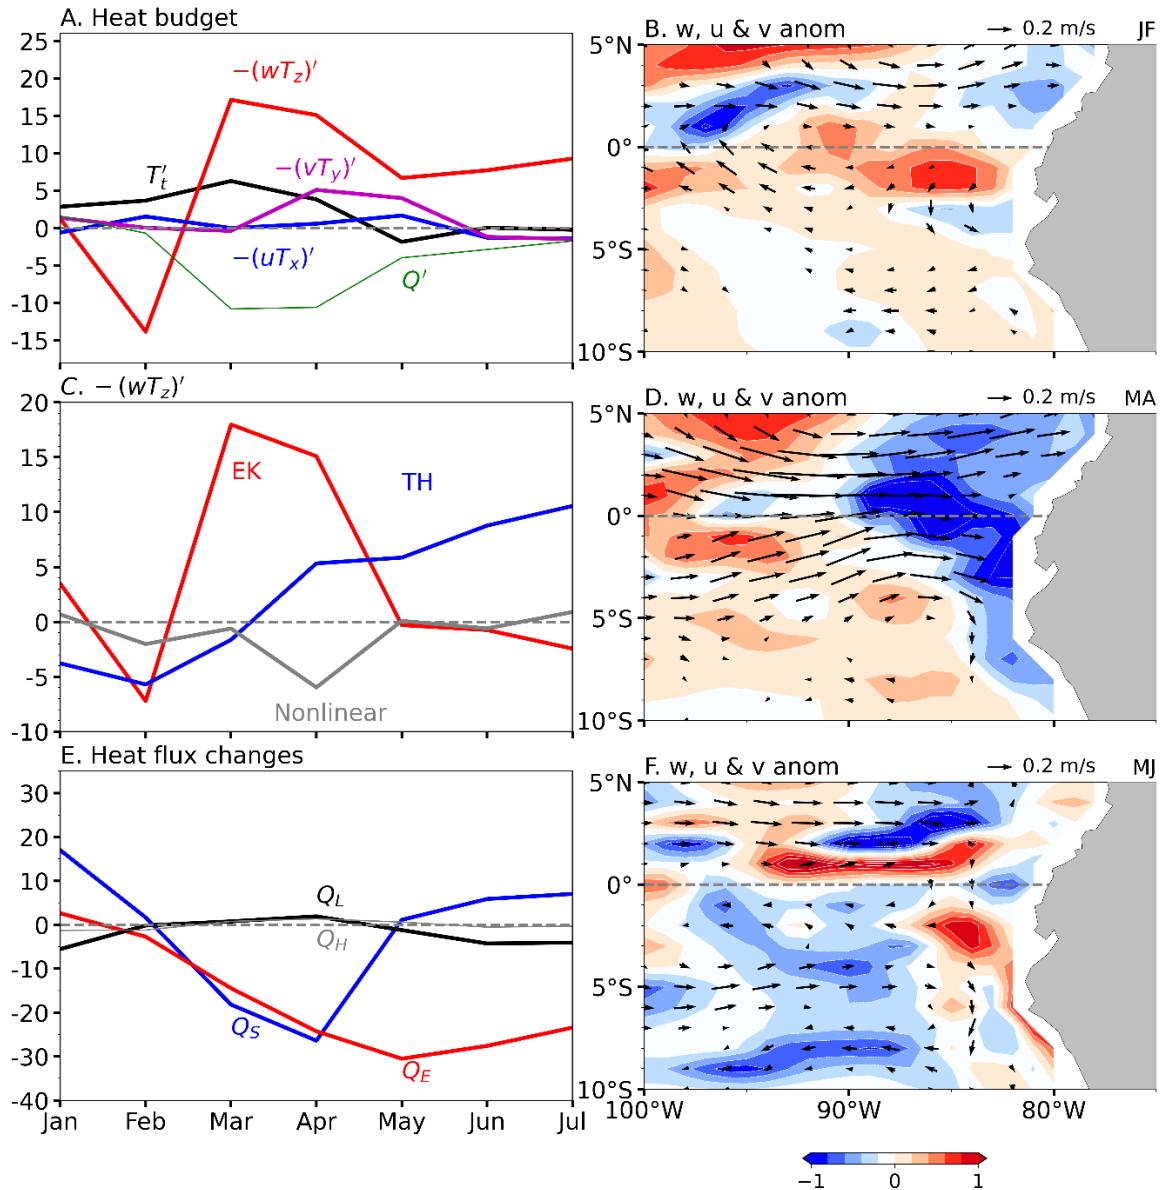 A. Heat budget
25
20
15
10
5
0
-5
-10
-15
−(wT_z)′
T′_t
−(vT_y)′
−(uT_x)′
Q′
B. w, u & v anom → 0.2 m/s JF
5°N
0°
5°S
10°S
C. −(wT_z)′
20
15
10
5
0
-5
-10
EK
TH
Nonlinear
D. w, u & v anom → 0.2 m/s MA
5°N
0°
5°S
10°S
E. Heat flux changes
30
20
10
0
-10
-20
-30
-40
Q_L
Q_H
Q_S
Q_E
Jan Feb Mar Apr May Jun Jul
F. w, u & v anom → 0.2 m/s MJ
5°N
0°
5°S
10°S
100°W 90°W 80°W
−1 0 1